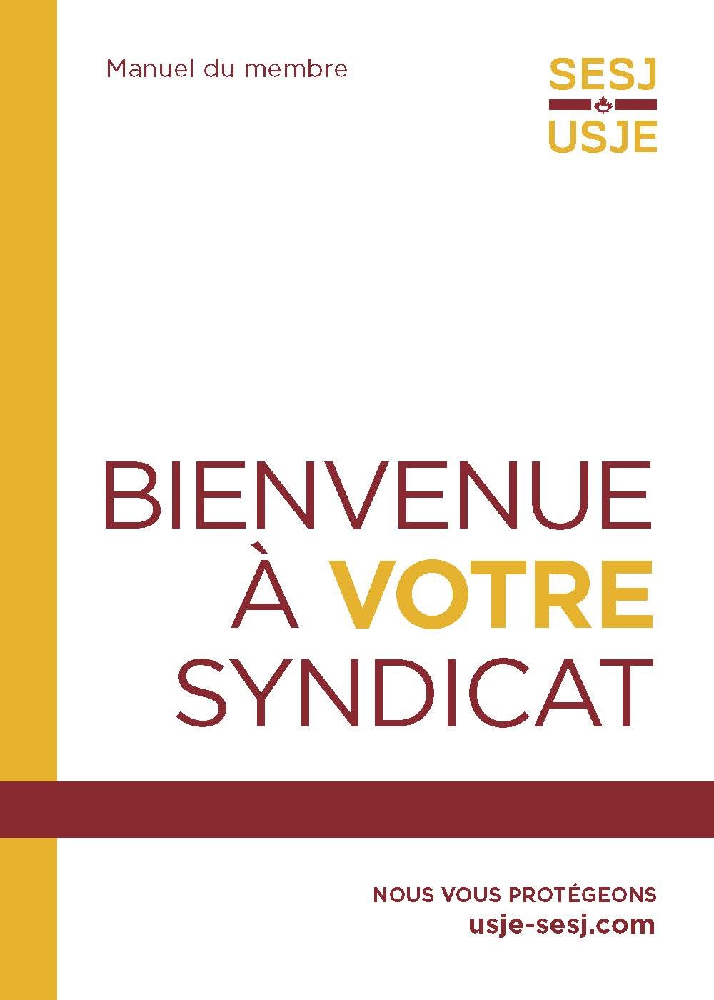 Manuel du membre
SESJ
USJE
BIENVENUE
À VOTRE
SYNDICAT
NOUS VOUS PROTÉGEONS
usje-sesj.com